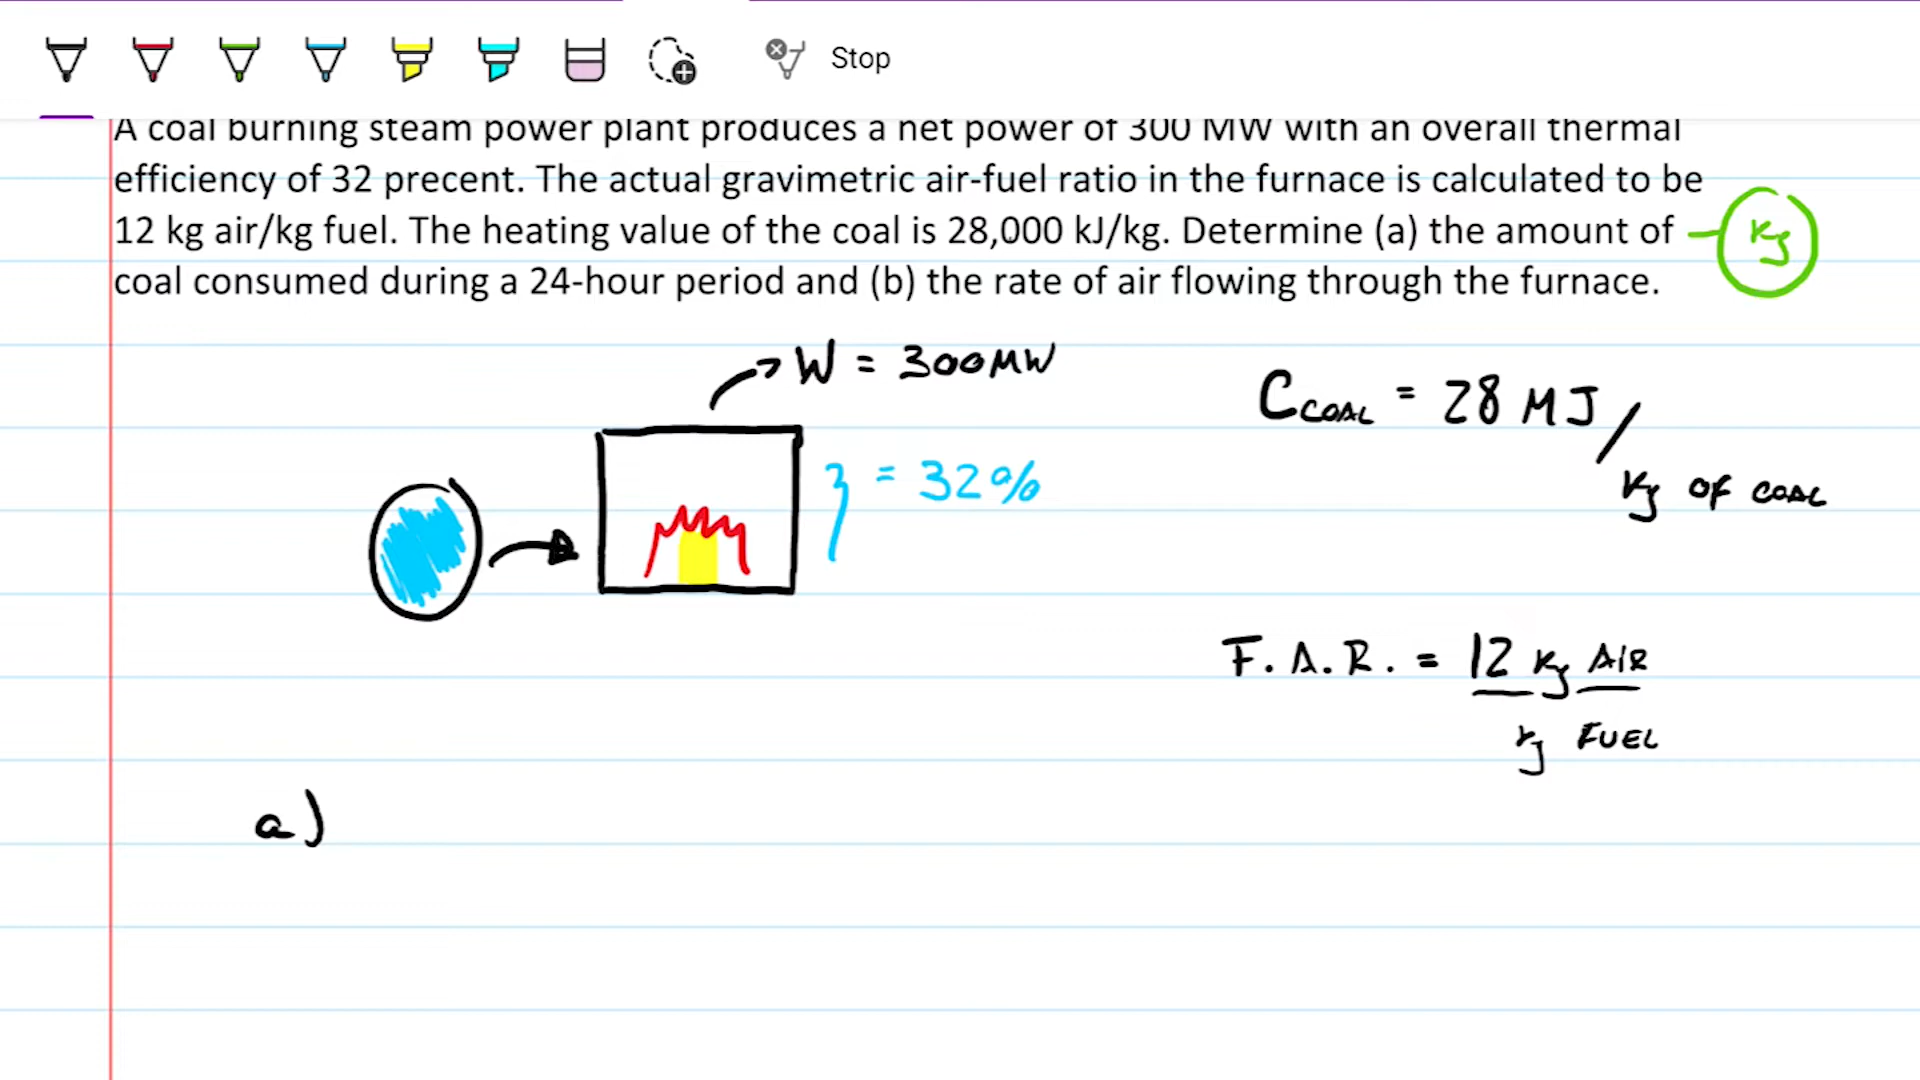 Stop
A coal burning steam power plant produces a net power of 300 MW with an overall thermal
efficiency of 32 precent. The actual gravimetric air-fuel ratio in the furnace is calculated to be
12 kg air/kg fuel. The heating value of the coal is 28,000 kJ/kg. Determine (a) the amount of
coal consumed during a 24-hour period and (b) the rate of air flowing through the furnace.
Kg
W = 300MW
η = 32%
C COAL = 28 MJ/
Kg OF COAL
F.A.R. = 12 Kg AIR
Kg FUEL
a)